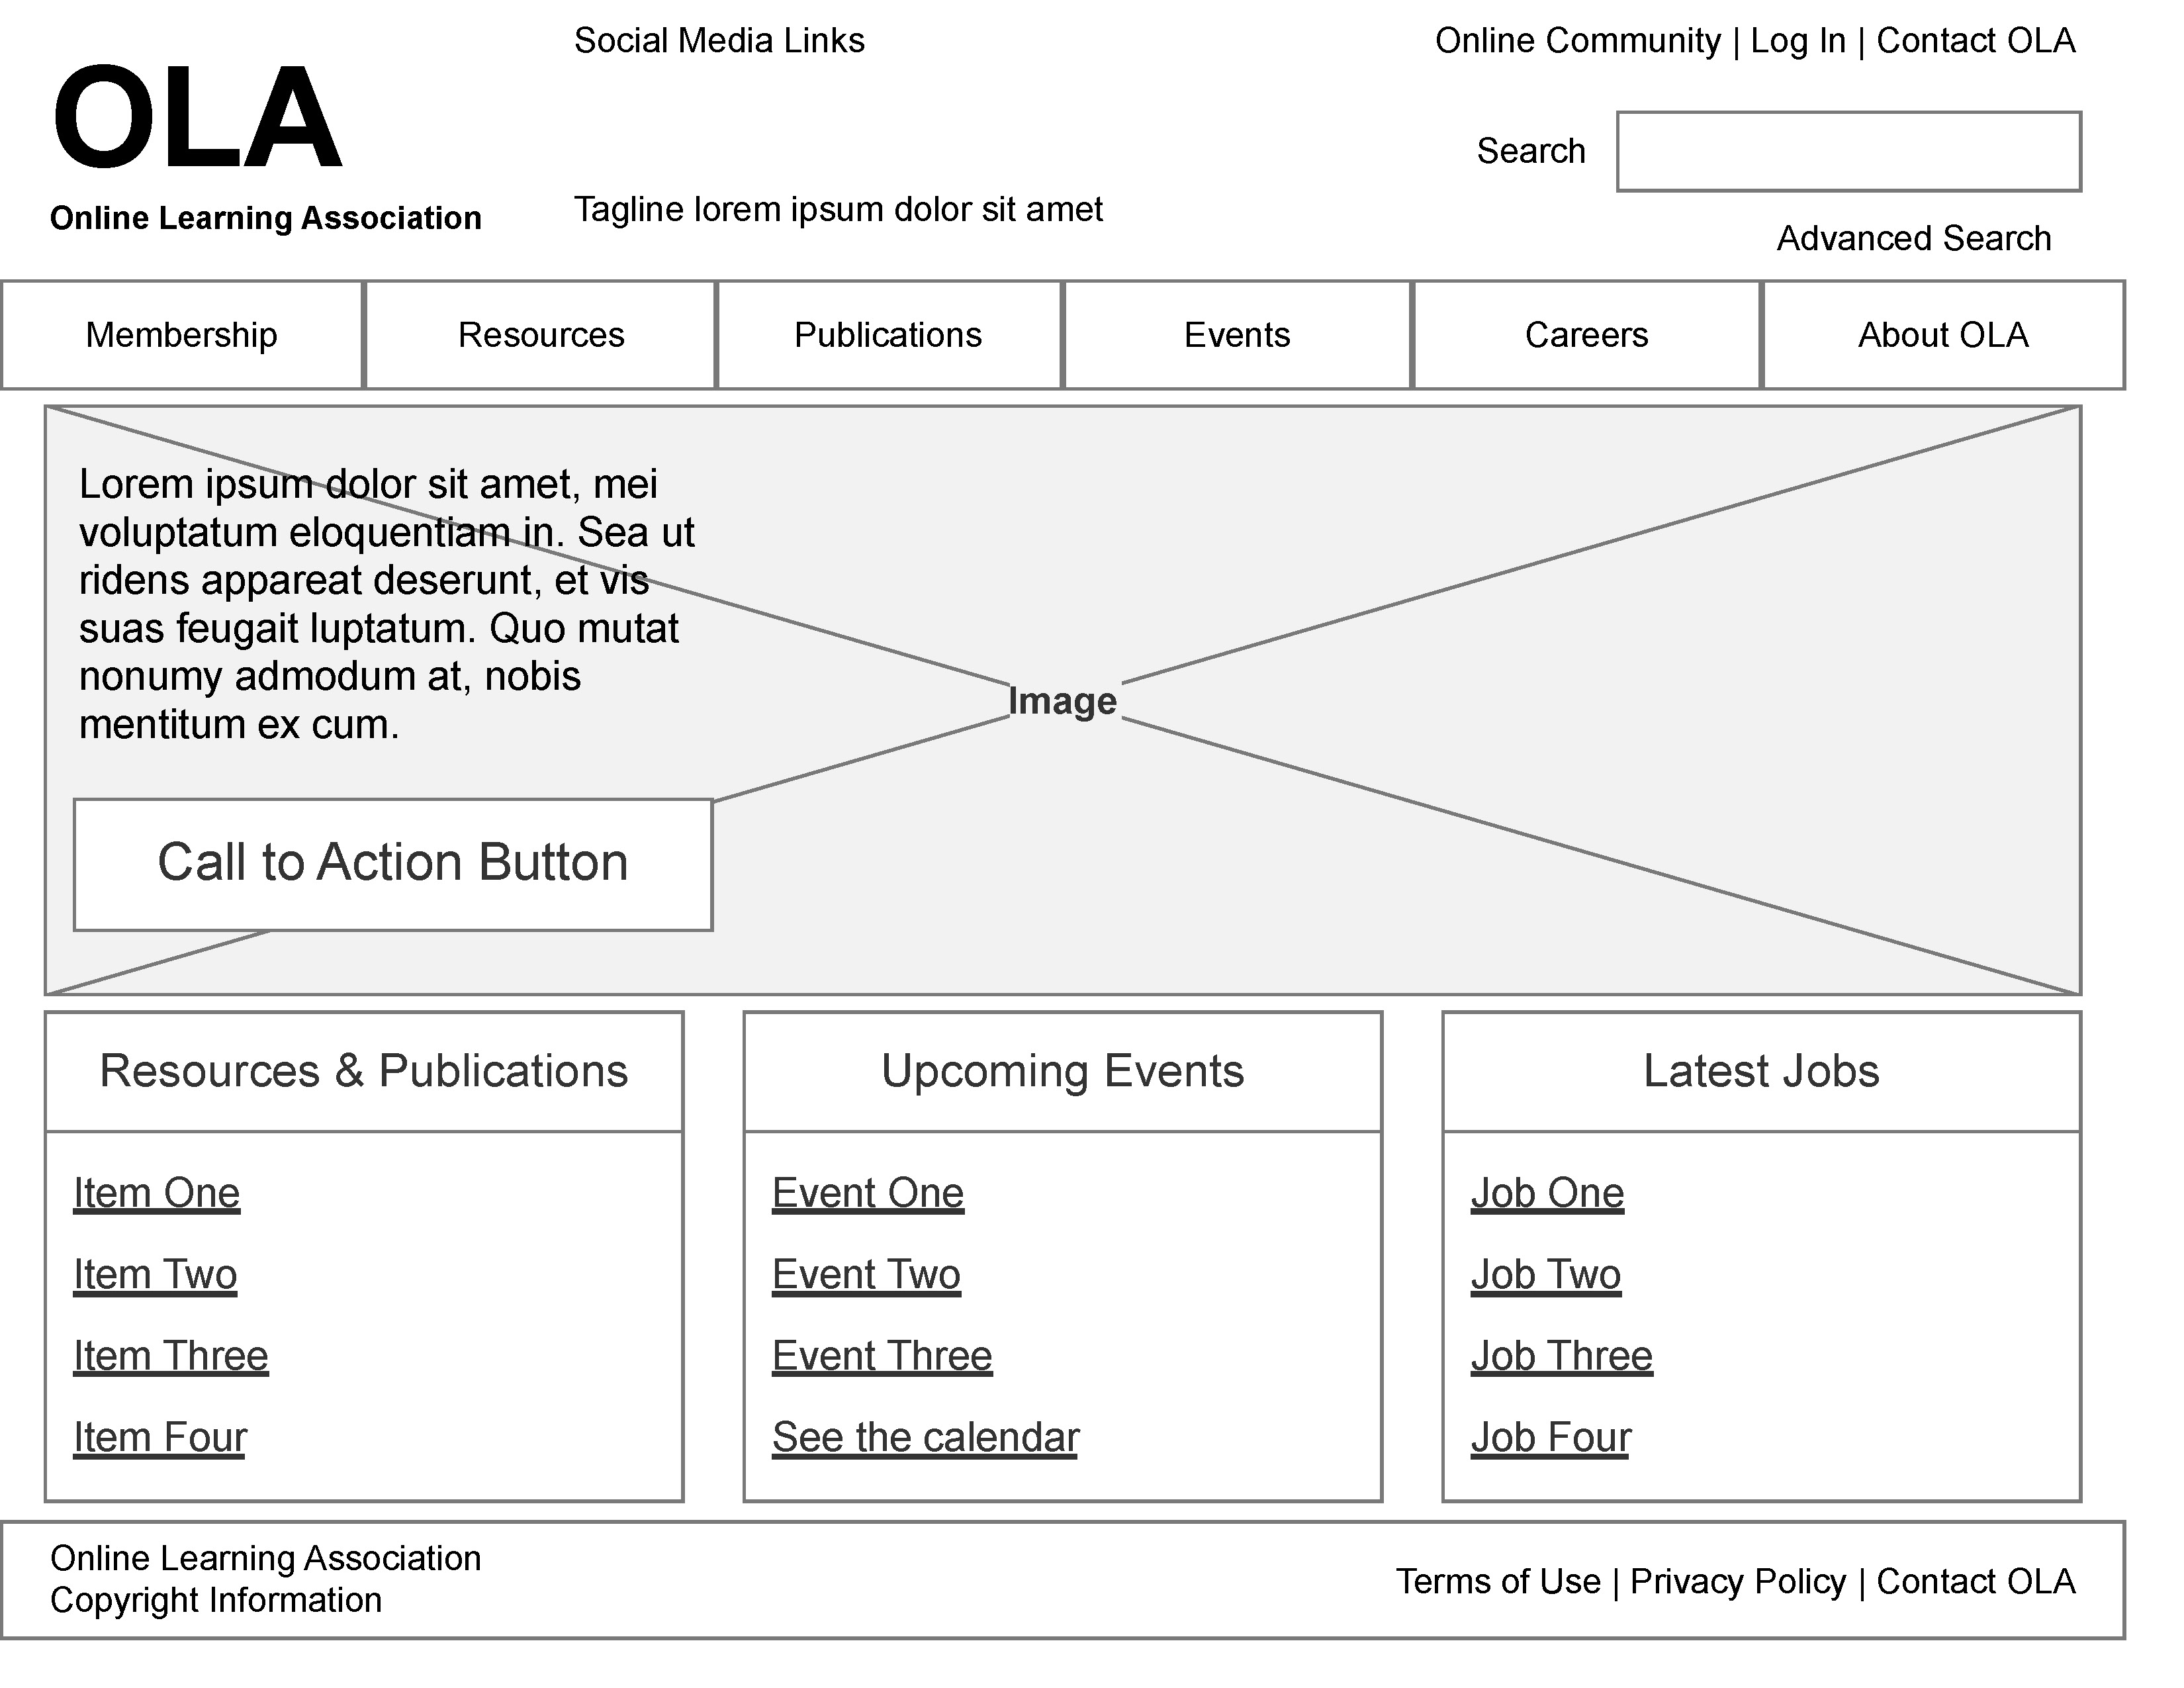 Social Media Links
Online Community | Log In | Contact OLA
OLA
Search
Online Learning Association
Tagline lorem ipsum dolor sit amet
Advanced Search
Membership
Resources
Publications
Events
Careers
About OLA
Lorem ipsum dolor sit amet, mei
voluptatum eloquentiam in. Sea ut
ridens appareat deserunt, et vis
suas feugait luptatum. Quo mutat
nonumy admodum at, nobis
mentitum ex cum.
Image
Call to Action Button
Resources & Publications
Item One
Item Two
Item Three
Item Four
Upcoming Events
Event One
Event Two
Event Three
See the calendar
Latest Jobs
Job One
Job Two
Job Three
Job Four
Online Learning Association
Copyright Information
Terms of Use | Privacy Policy | Contact OLA